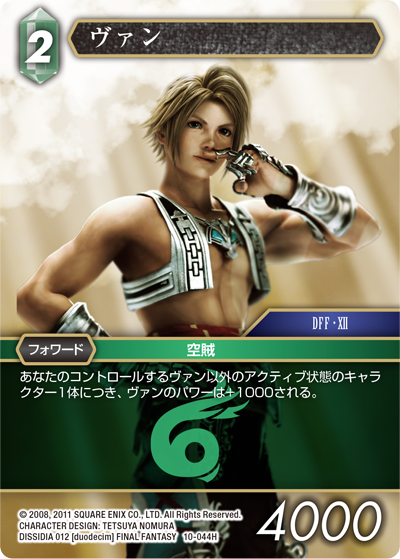 2
ヴァン
DFF・XII
フォワード
空賊
あなたのコントロールするヴァン以外のアクティブ状態のキャラ
クター1体につき、ヴァンのパワーは+1000される。
© 2008, 2011 SQUARE ENIX CO., LTD. All Rights Reserved.
CHARACTER DESIGN: TETSUYA NOMURA
DISSIDIA 012 [duodecim] FINAL FANTASY 10-044H
4000